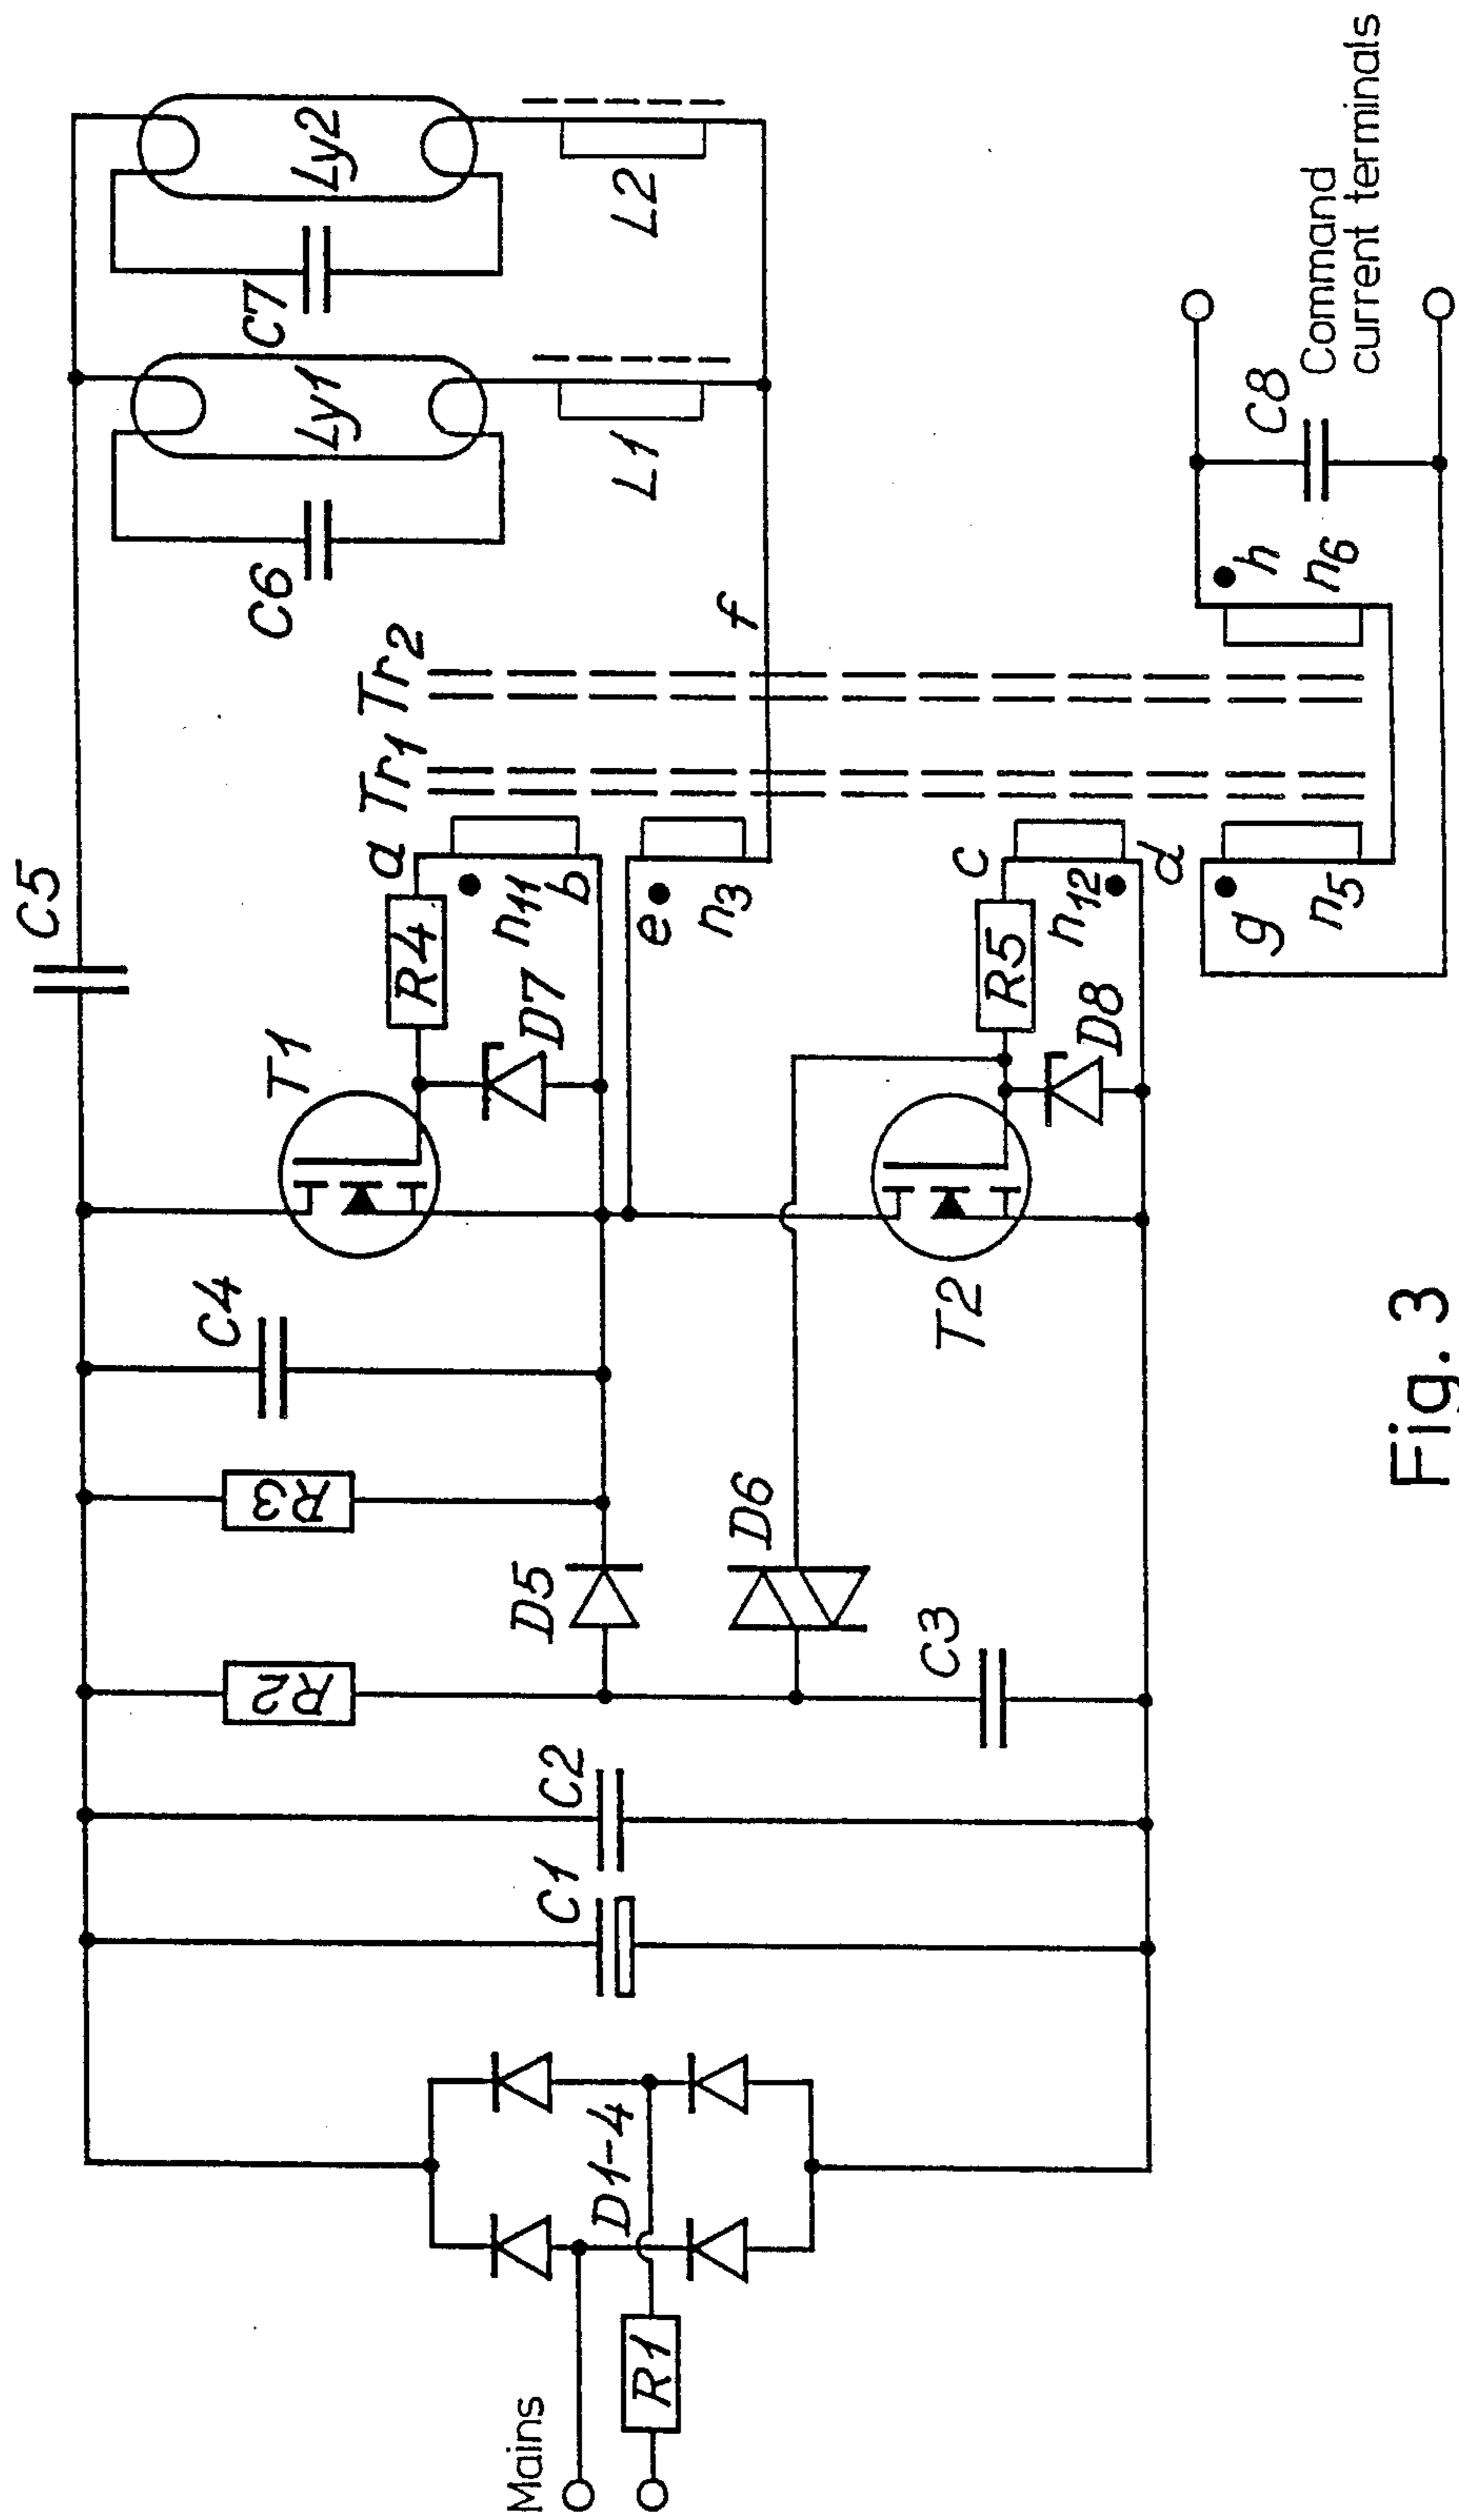 C5
C7
Ly2
C6
Ly1
L2
L1
Tr1 Tr2
f
T1
R4
a
D7
n11
b
e
n3
C4
R3
R2
D5
D6
C3
C2
C1
T2
R5
c
D8
n12
d
g
n5
h
n6
C8
Command
current terminals
Mains
R1
D1-4
Fig. 3